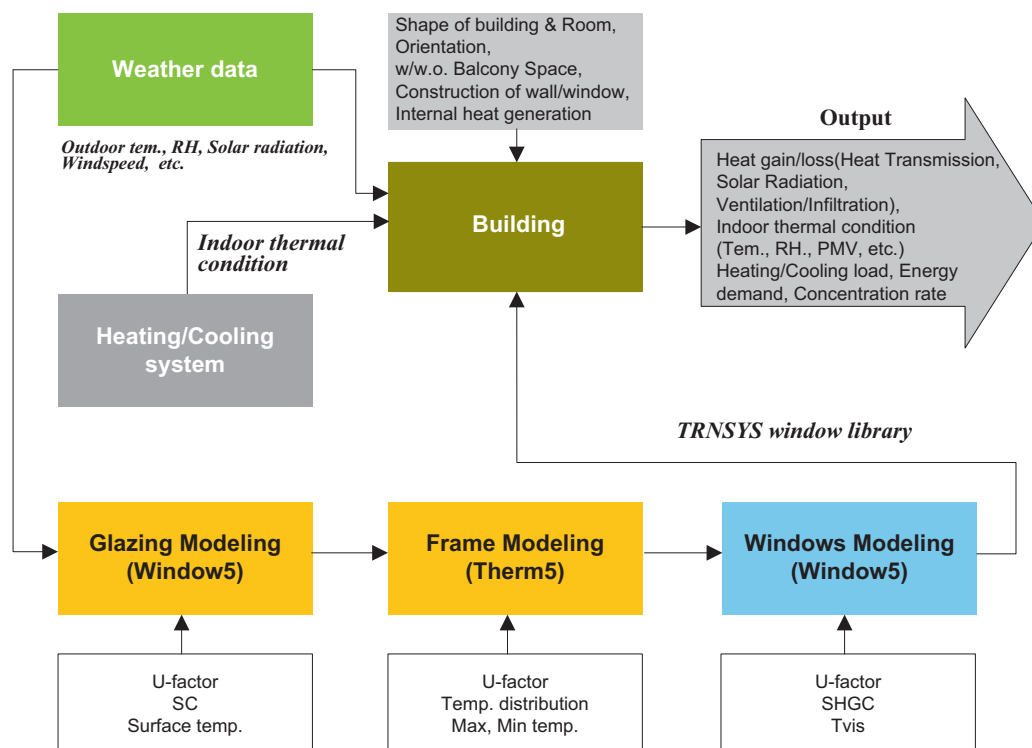 Weather data
Outdoor tem., RH, Solar radiation,
Windspeed, etc.
Shape of building & Room,
Orientation,
w/w.o. Balcony Space,
Construction of wall/window,
Internal heat generation
Output
Heat gain/loss(Heat Transmission,
Solar Radiation,
Ventilation/Infiltration),
Indoor thermal condition
(Tem., RH., PMV, etc.)
Heating/Cooling load, Energy
demand, Concentration rate
Building
Indoor thermal
condition
Heating/Cooling
system
TRNSYS window library
Glazing Modeling
(Window5)
Frame Modeling
(Therm5)
Windows Modeling
(Window5)
U-factor
SC
Surface temp.
U-factor
Temp. distribution
Max, Min temp.
U-factor
SHGC
Tvis